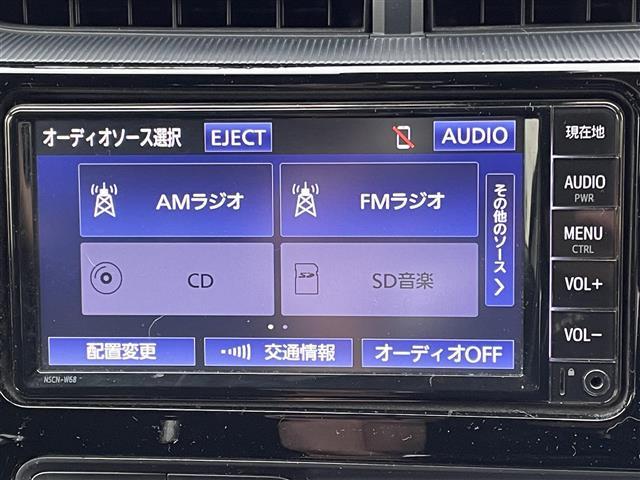 オーディオソース選択
EJECT
AUDIO
AMラジオ
FMラジオ
CD
SD音楽
その他のソース
配置変更
交通情報
オーディオOFF
NSCN-W68
現在地
AUDIO
PWR
MENU
CTRL
VOL+
VOL-